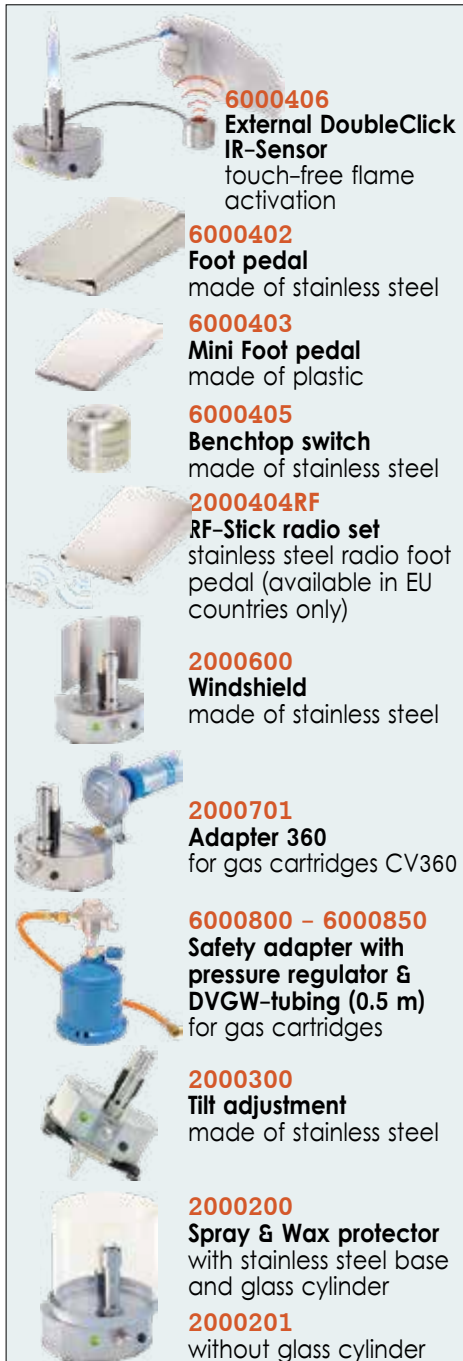 6000406
External DoubleClick
IR-Sensor
touch-free flame
activation
6000402
Foot pedal
made of stainless steel
6000403
Mini Foot pedal
made of plastic
6000405
Benchtop switch
made of stainless steel
2000404RF
RF-Stick radio set
stainless steel radio foot
pedal (available in EU
countries only)
2000600
Windshield
made of stainless steel
2000701
Adapter 360
for gas cartridges CV360
6000800 - 6000850
Safety adapter with
pressure regulator &
DVGW-tubing (0.5 m)
for gas cartridges
2000300
Tilt adjustment
made of stainless steel
2000200
Spray & Wax protector
with stainless steel base
and glass cylinder
2000201
without glass cylinder